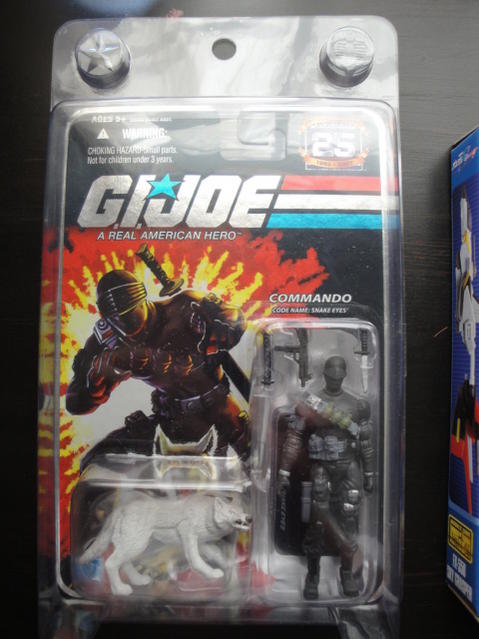 AGES 5+
WARNING:
CHOKING HAZARD-Small parts.
Not for children under 3 years.
25
G.I.JOE
A REAL AMERICAN HERO™
COMMANDO
CODE NAME: SNAKE EYES